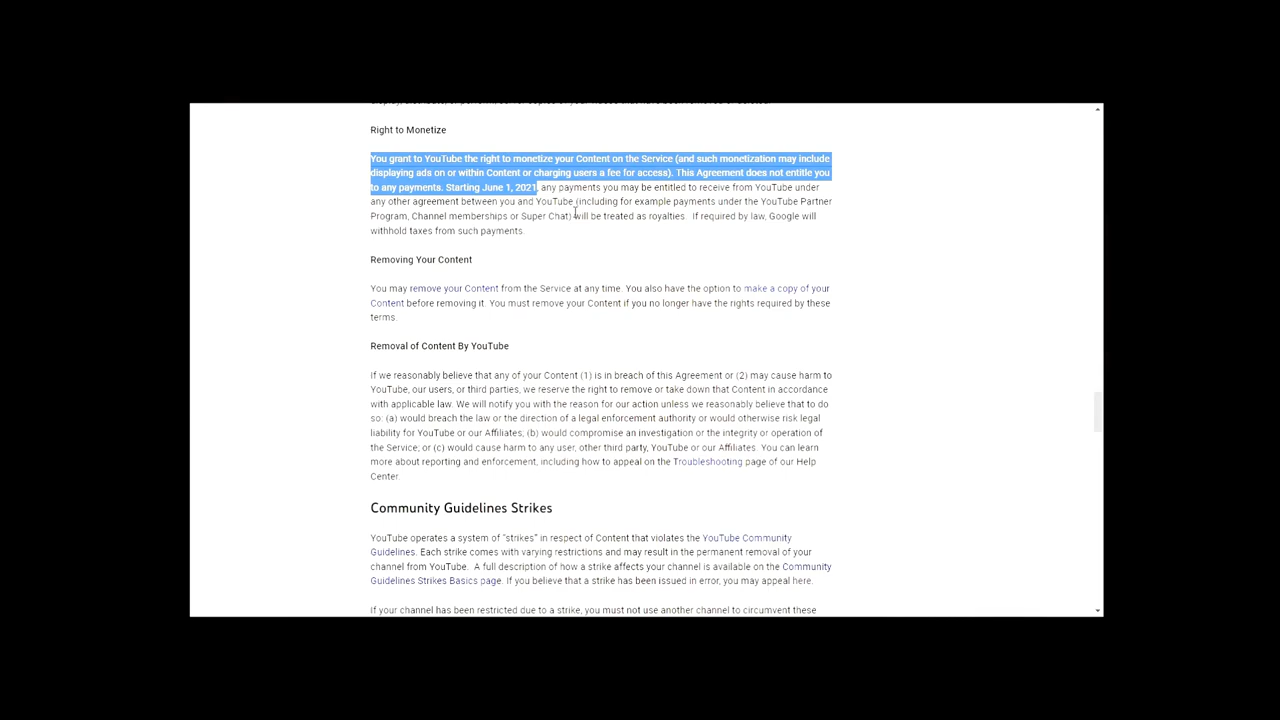 Right to Monetize
You grant to YouTube the right to monetize your Content on the Service (and such monetization may include
displaying ads on or within Content or charging users a fee for access). This Agreement does not entitle you
to any payments. Starting June 1, 2021, any payments you may be entitled to receive from YouTube under
any other agreement between you and YouTube (including for example payments under the YouTube Partner
Program, Channel memberships or Super Chat) will be treated as royalties. If required by law, Google will
withhold taxes from such payments.
Removing Your Content
You may remove your Content from the Service at any time. You also have the option to make a copy of your
Content before removing it. You must remove your Content if you no longer have the rights required by these
terms.
Removal of Content By YouTube
If we reasonably believe that any of your Content (1) is in breach of this Agreement or (2) may cause harm to
YouTube, our users, or third parties, we reserve the right to remove or take down that Content in accordance
with applicable law. We will notify you with the reason for our action unless we reasonably believe that to do
so: (a) would breach the law or the direction of a legal enforcement authority or would otherwise risk legal
liability for YouTube or our Affiliates; (b) would compromise an investigation or the integrity or operation of
the Service; or (c) would cause harm to any user, other third party, YouTube or our Affiliates. You can learn
more about reporting and enforcement, including how to appeal on the Troubleshooting page of our Help
Center.
Community Guidelines Strikes
YouTube operates a system of “strikes” in respect of Content that violates the YouTube Community
Guidelines. Each strike comes with varying restrictions and may result in the permanent removal of your
channel from YouTube. A full description of how a strike affects your channel is available on the Community
Guidelines Strikes Basics page. If you believe that a strike has been issued in error, you may appeal here.
If your channel has been restricted due to a strike, you must not use another channel to circumvent these